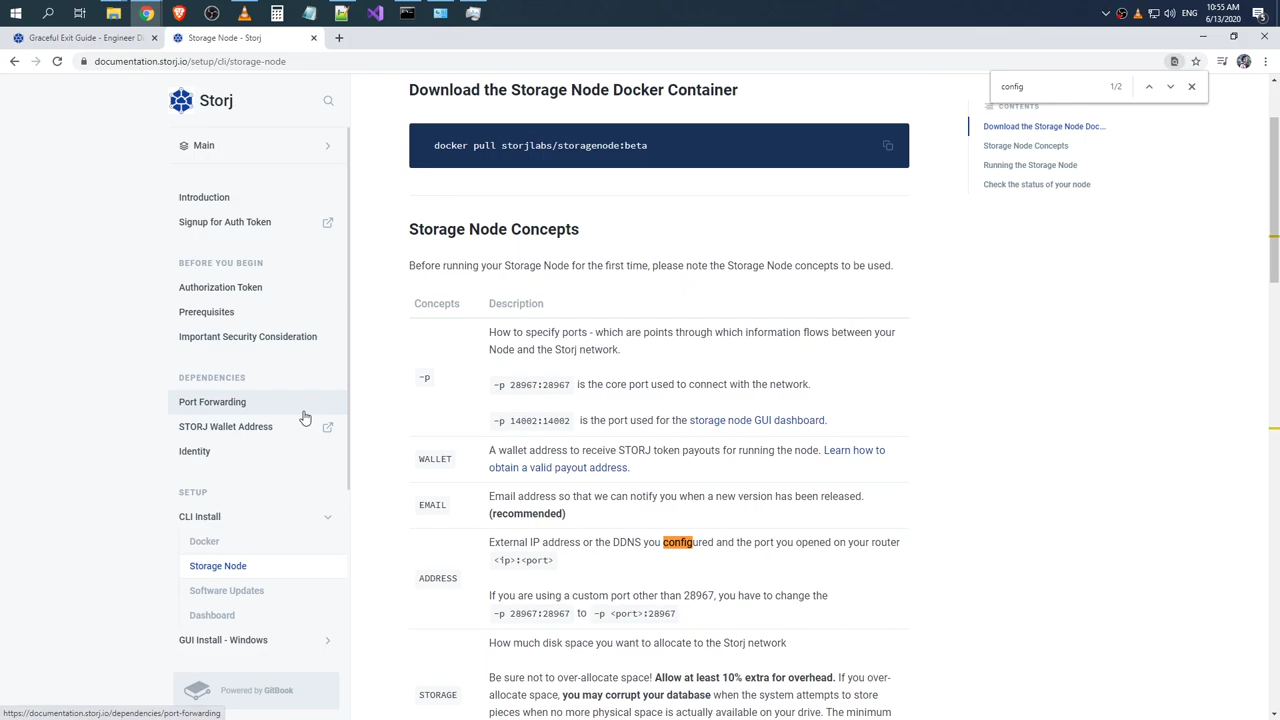 10:55 AM
ENG
6/13/2020
Graceful Exit Guide - Engineer D
Storage Node - Storj
documentation.storj.io/setup/cli/storage-node
config
1/2
Storj
Main
Introduction
Signup for Auth Token
BEFORE YOU BEGIN
Authorization Token
Prerequisites
Important Security Consideration
DEPENDENCIES
Port Forwarding
STORJ Wallet Address
Identity
SETUP
CLI Install
Docker
Storage Node
Software Updates
Dashboard
GUI Install - Windows
Powered by GitBook
https://documentation.storj.io/dependencies/port-forwarding
Download the Storage Node Docker Container
docker pull storjlabs/storagenode:beta
Storage Node Concepts
Before running your Storage Node for the first time, please note the Storage Node concepts to be used.
Concepts Description
-p
How to specify ports - which are points through which information flows between your
Node and the Storj network.
-p 28967:28967 is the core port used to connect with the network.
-p 14002:14002 is the port used for the storage node GUI dashboard.
WALLET
A wallet address to receive STORJ token payouts for running the node. Learn how to
obtain a valid payout address.
EMAIL
Email address so that we can notify you when a new version has been released.
(recommended)
ADDRESS
External IP address or the DDNS you configured and the port you opened on your router
<ip>:<port>
If you are using a custom port other than 28967, you have to change the
-p 28967:28967 to -p <port>:28967
STORAGE
How much disk space you want to allocate to the Storj network
Be sure not to over-allocate space! Allow at least 10% extra for overhead. If you over-
allocate space, you may corrupt your database when the system attempts to store
pieces when no more physical space is actually available on your drive. The minimum
CONTENTS
Download the Storage Node Doc...
Storage Node Concepts
Running the Storage Node
Check the status of your node